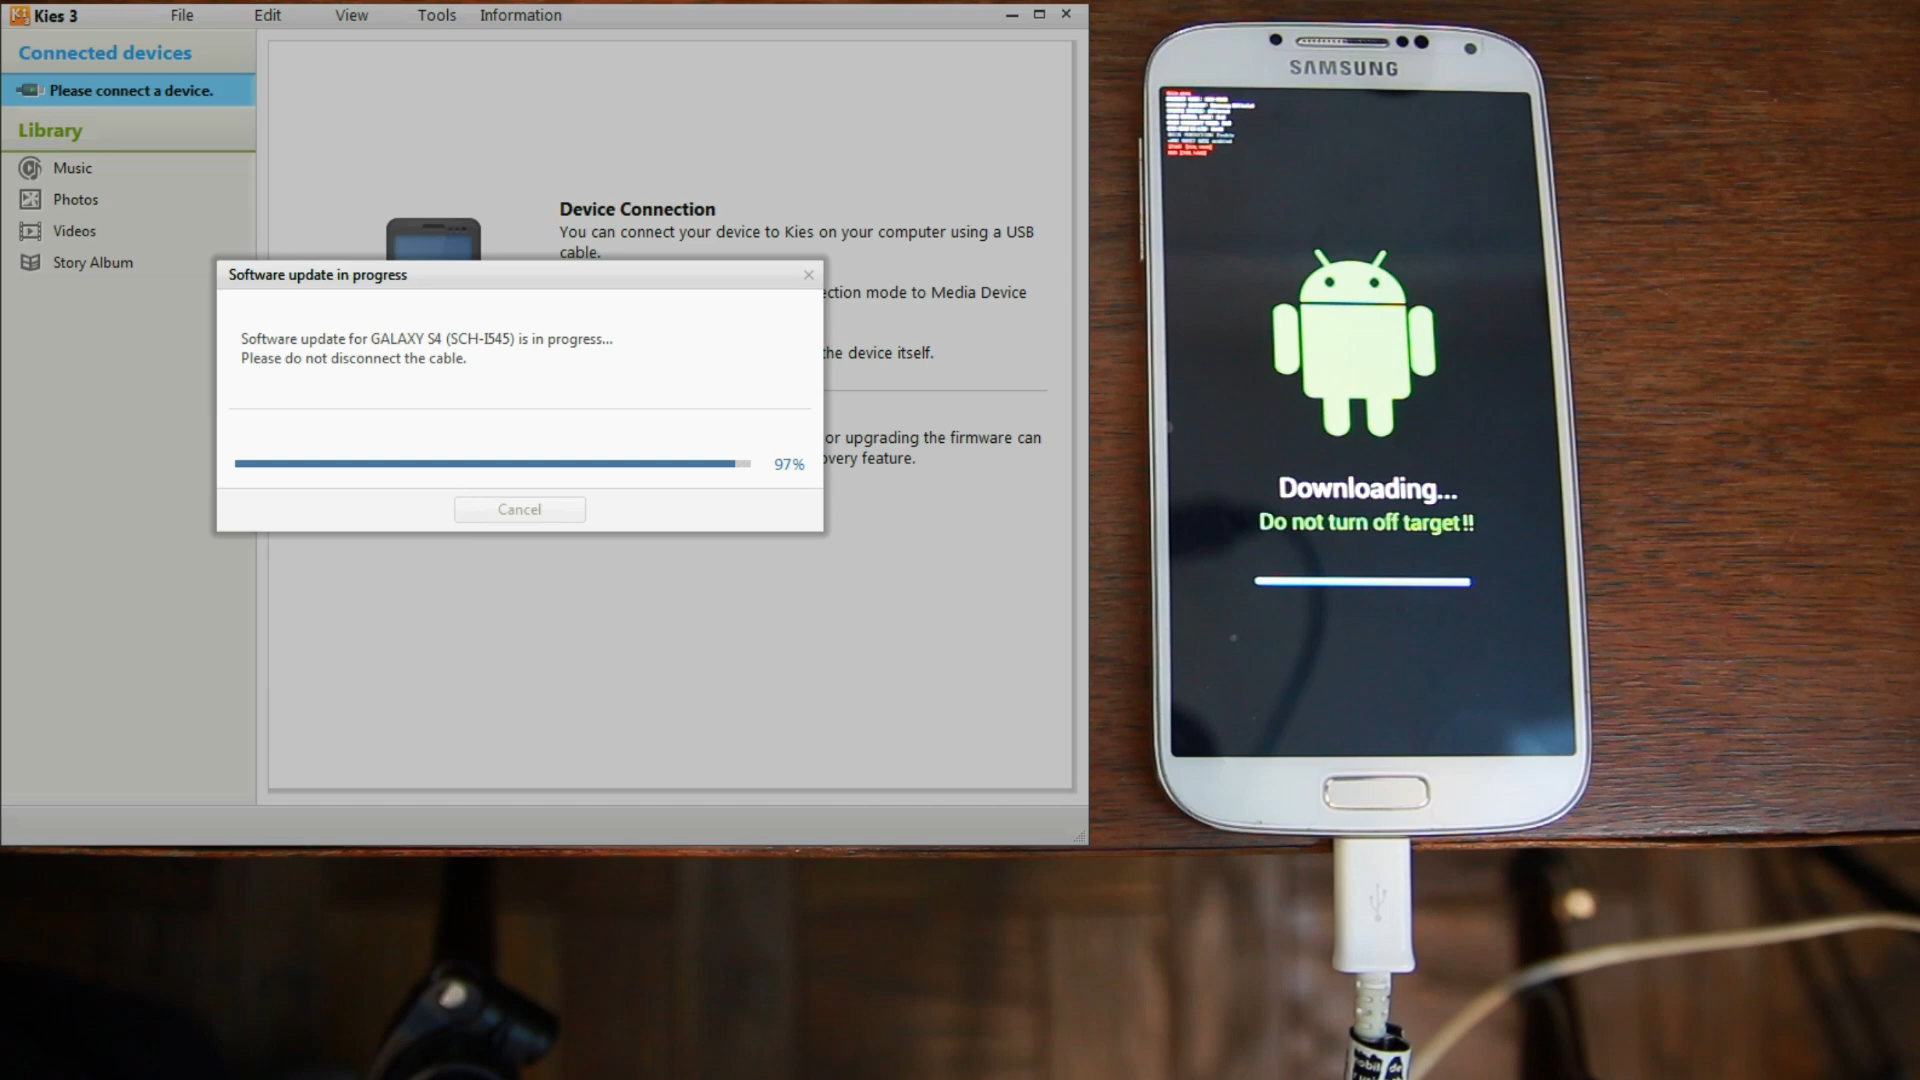 Kies 3
File Edit View Tools Information
Connected devices
Please connect a device.
Library
Music
Photos
Videos
Story Album
Device Connection
You can connect your device to Kies on your computer using a USB
cable.
ction mode to Media Device
the device itself.
or upgrading the firmware can
overy feature.
Software update in progress
Software update for GALAXY S4 (SCH-I545) is in progress...
Please do not disconnect the cable.
97%
Cancel
SAMSUNG
Downloading...
Do not turn off target!!